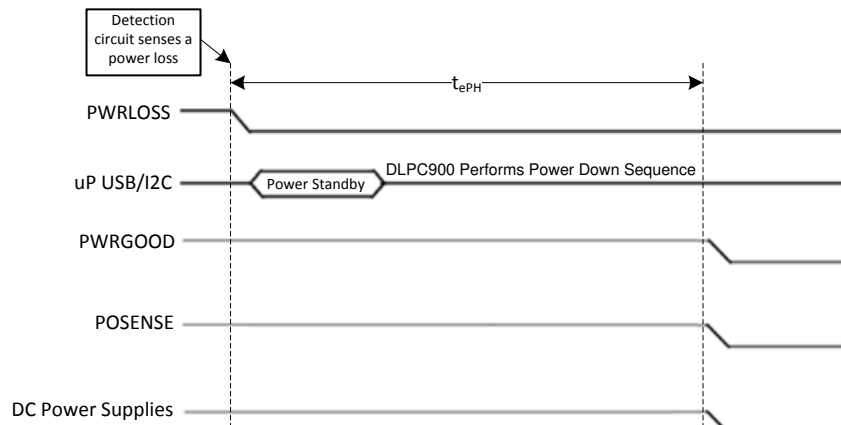 Detection
circuit senses a
power loss
tePH
PWRLOSS
uP USB/I2C
Power Standby
DLPC900 Performs Power Down Sequence
PWRGOOD
POSENSE
DC Power Supplies